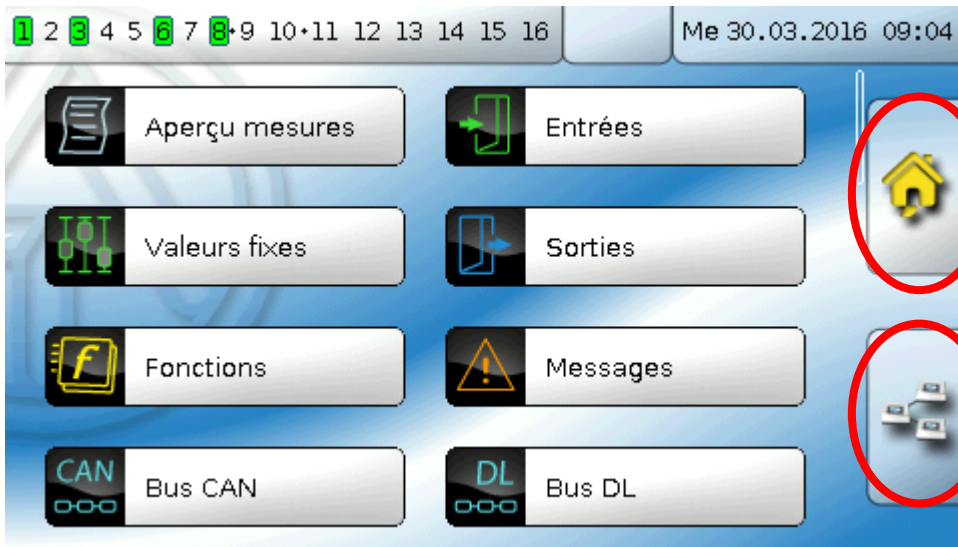 1 2 3 4 5 6 7 8·9 10·11 12 13 14 15 16
Me 30.03.2016 09:04
Aperçu mesures
Entrées
Valeurs fixes
Sorties
f Fonctions
Messages
CAN Bus CAN
DL Bus DL